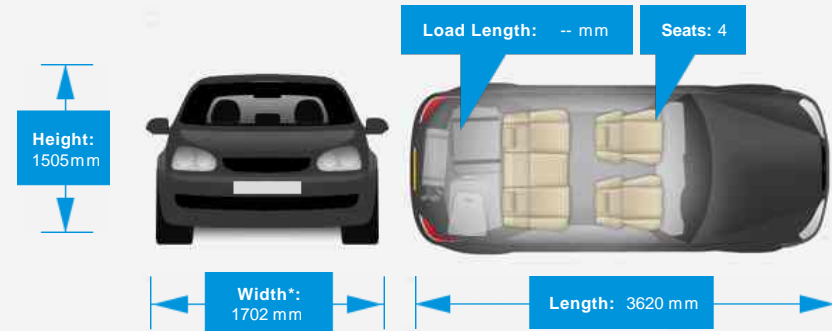 Load Length: -- mm
Seats: 4
Height:
1505mm
Width*:
1702 mm
Length: 3620 mm